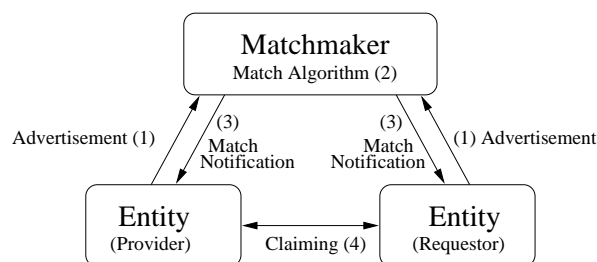 Matchmaker
Match Algorithm (2)
Advertisement (1)
(3)
Match
Notification
(3)
Match
Notification
(1) Advertisement
Entity
(Provider)
Claiming (4)
Entity
(Requestor)